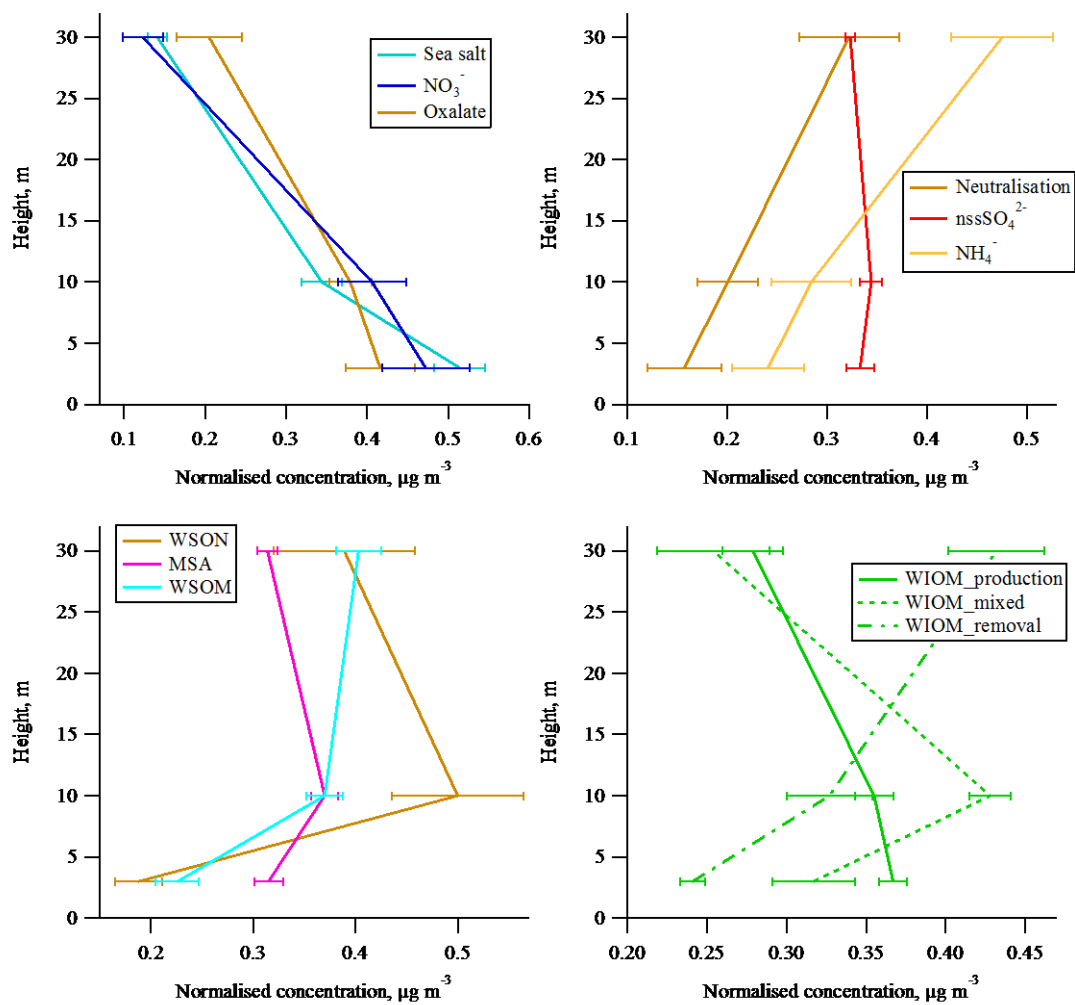 30
25
20
15
10
5
0
Height, m
Sea salt
NO₃⁻
Oxalate
0.1 0.2 0.3 0.4 0.5 0.6
Normalised concentration, µg m⁻³
30
25
20
15
10
5
0
Height, m
Neutralisation
nssSO₄²⁻
NH₄⁻
0.1 0.2 0.3 0.4 0.5
Normalised concentration, µg m⁻³
30
25
20
15
10
5
0
Height, m
WSON
MSA
WSOM
0.2 0.3 0.4 0.5
Normalised concentration, µg m⁻³
30
25
20
15
10
5
0
Height, m
WIOM_production
WIOM_mixed
WIOM_removal
0.20 0.25 0.30 0.35 0.40 0.45
Normalised concentration, µg m⁻³